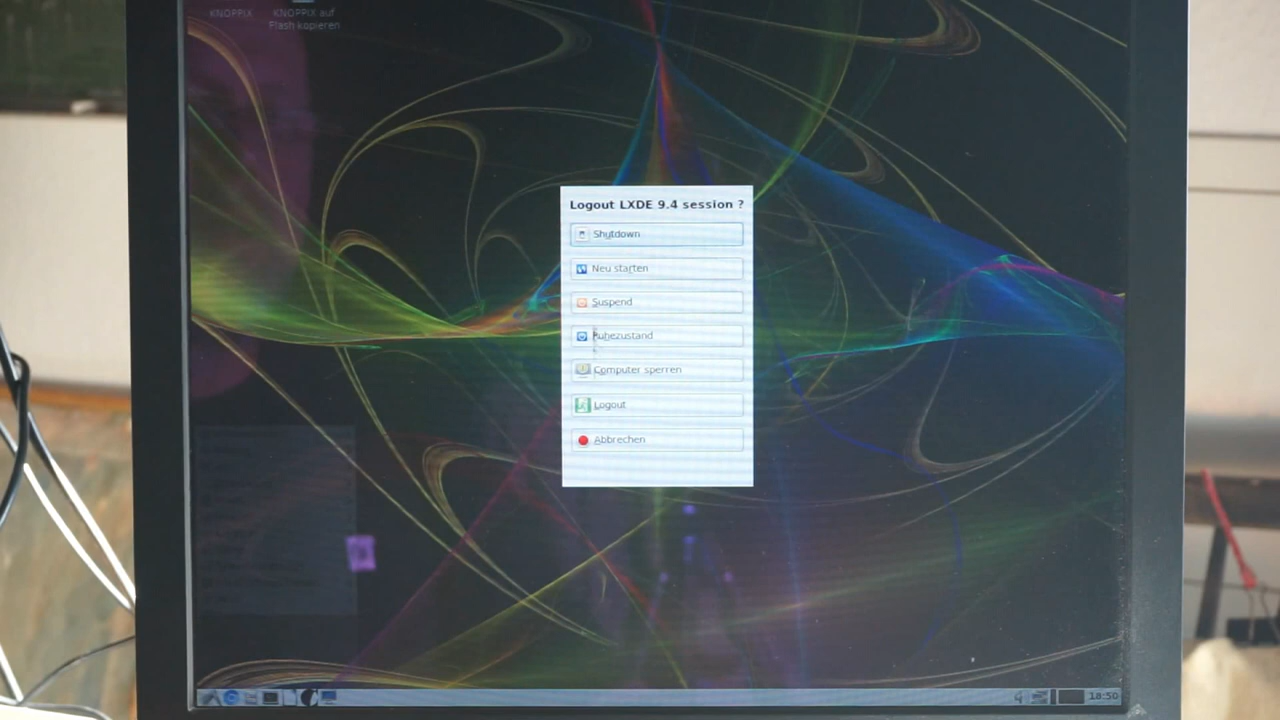 KNOPPIX
KNOPPIX auf
Flash kopieren
Logout LXDE 9.4 session ?
Shutdown
Neu starten
Suspend
Ruhezustand
Computer sperren
Logout
Abbrechen
18:50